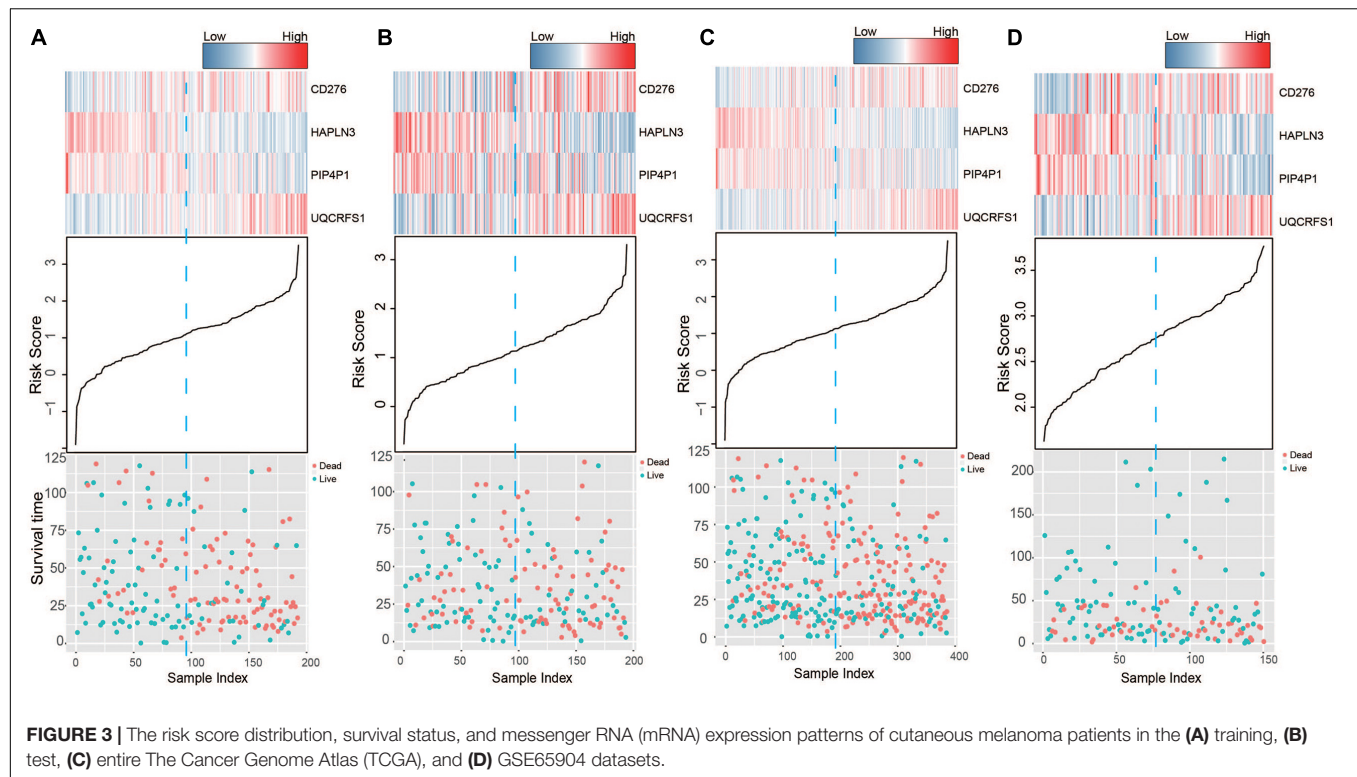 A
Low High
CD276
HAPLN3
PIP4P1
UQCRFS1
Risk Score
3
2
1
0
−1
Survival time
125
100
75
50
25
0
Dead
Live
0 50 100 150 200
Sample Index
B
Low High
CD276
HAPLN3
PIP4P1
UQCRFS1
Risk Score
3
2
1
0
125
100
75
50
25
0
Dead
Live
0 50 100 150 200
Sample Index
C
Low High
CD276
HAPLN3
PIP4P1
UQCRFS1
Risk Score
3
2
1
0
−1
125
100
75
50
25
0
Dead
Live
0 100 200 300 400
Sample Index
D
Low High
CD276
HAPLN3
PIP4P1
UQCRFS1
Risk Score
3.5
3.0
2.5
2.0
200
150
100
50
0
Dead
Live
0 50 100 150
Sample Index
FIGURE 3 | The risk score distribution, survival status, and messenger RNA (mRNA) expression patterns of cutaneous melanoma patients in the (A) training, (B)
test, (C) entire The Cancer Genome Atlas (TCGA), and (D) GSE65904 datasets.